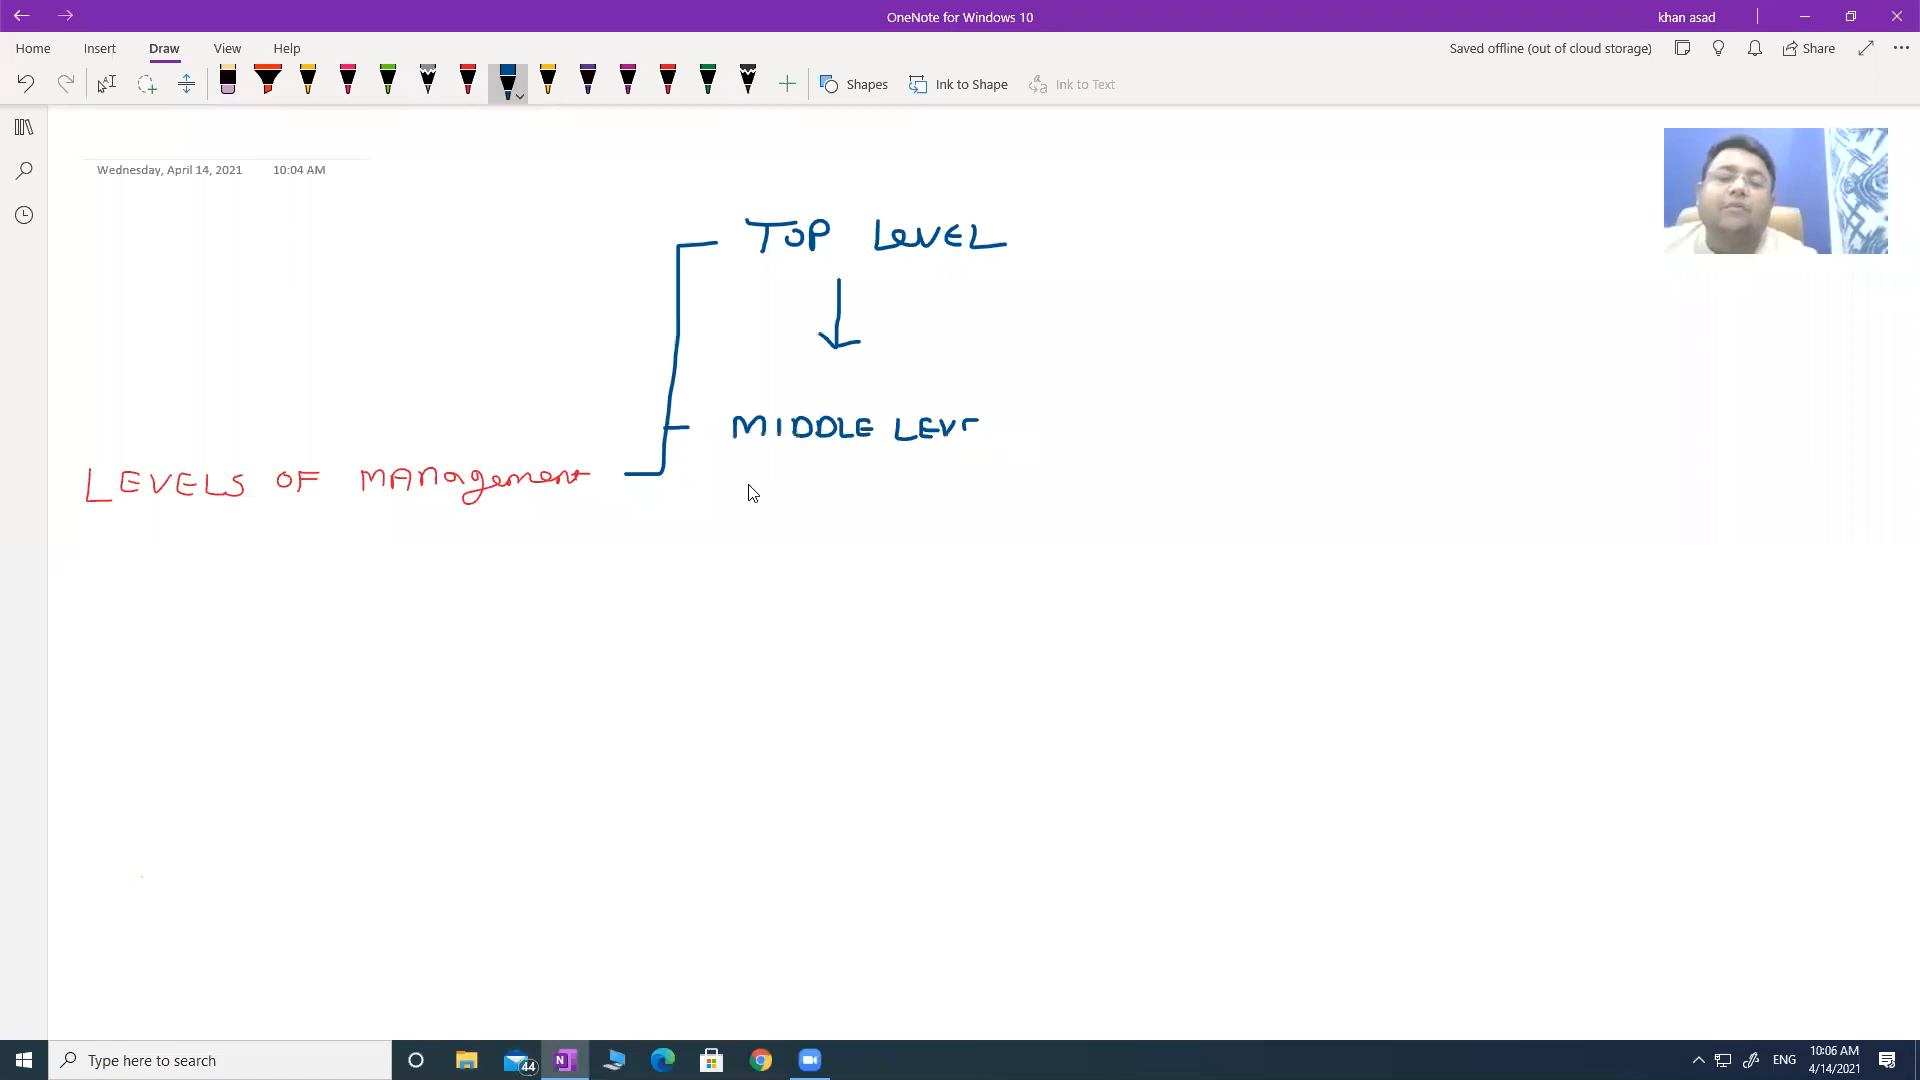 OneNote for Windows 10
khan asad
Home Insert Draw View Help
Saved offline (out of cloud storage)
Share
Shapes
Ink to Shape
Ink to Text
Wednesday, April 14, 2021 10:04 AM
TOP LEVEL
MIDDLE LEV
LEVELS OF MANagement
Type here to search
44
N
ENG
10:06 AM
4/14/2021